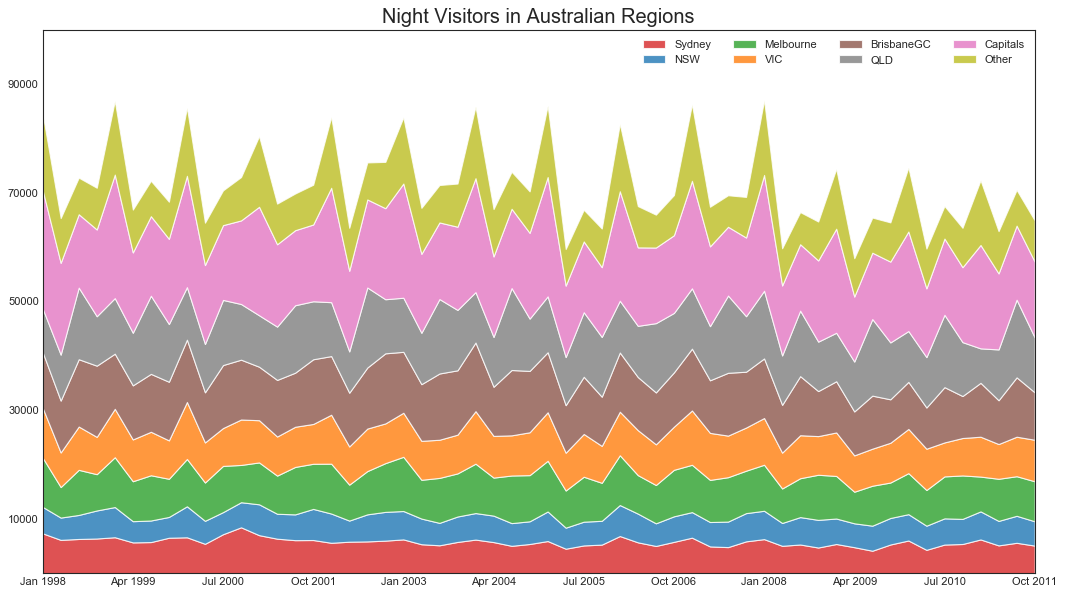 Night Visitors in Australian Regions
Sydney Melbourne BrisbaneGC Capitals
NSW VIC QLD Other
90000
70000
50000
30000
10000
Jan 1998 Apr 1999 Jul 2000 Oct 2001 Jan 2003 Apr 2004 Jul 2005 Oct 2006 Jan 2008 Apr 2009 Jul 2010 Oct 2011